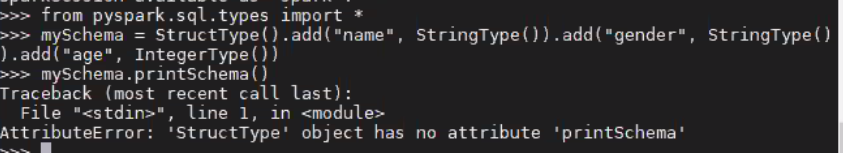 >>> from pyspark.sql.types import *
>>> mySchema = StructType().add("name", StringType()).add("gender", StringType()
).add("age", IntegerType())
>>> mySchema.printSchema()
Traceback (most recent call last):
  File "<stdin>", line 1, in <module>
AttributeError: 'StructType' object has no attribute 'printSchema'
>>>